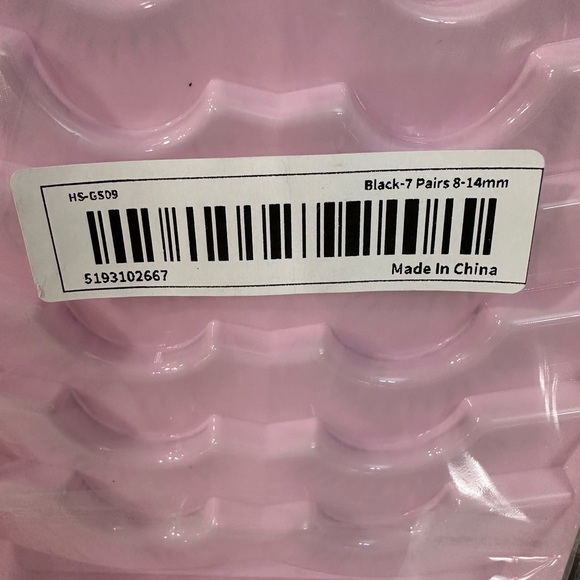 HS-G509
Black-7 Pairs 8-14mm
5193102667
Made In China